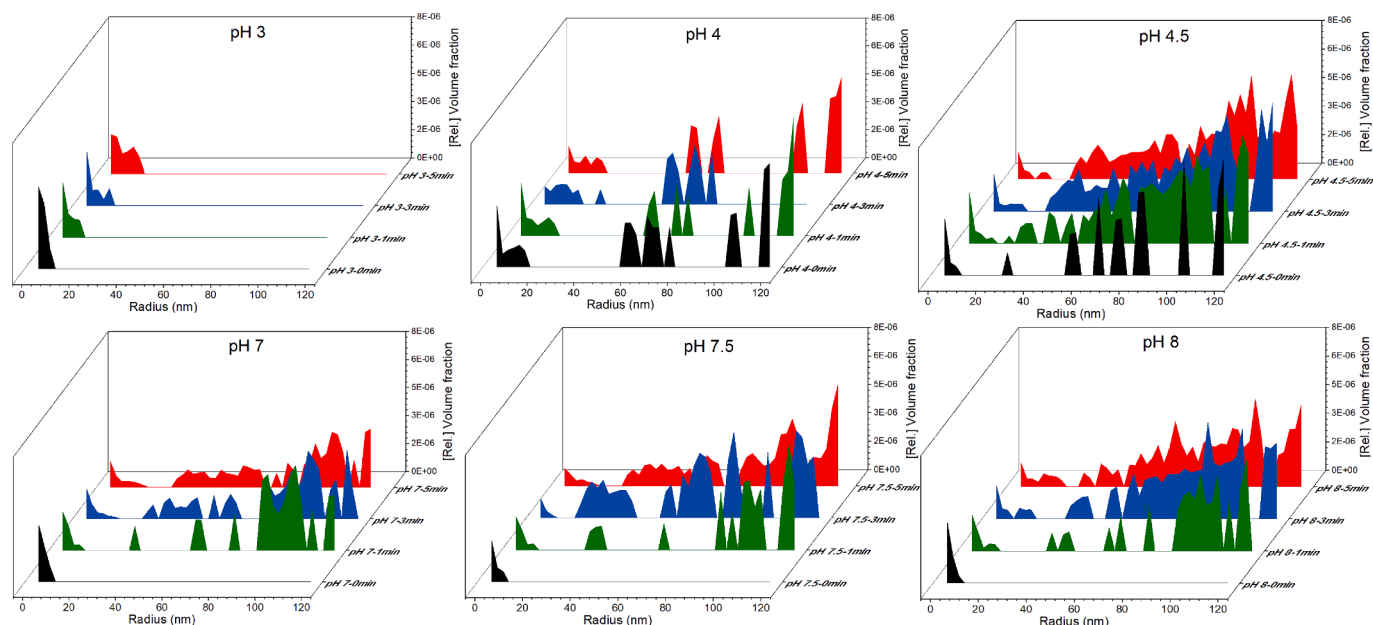 pH 3
8E-06
6E-06
5E-06
3E-06
2E-06
0E+00
[Rel.] Volume fraction
pH 3-5min
pH 3-3min
pH 3-1min
pH 3-0min
0 20 40 60 80 100 120
Radius (nm)
pH 4
8E-06
6E-06
5E-06
3E-06
2E-06
0E+00
[Rel.] Volume fraction
pH 4-5min
pH 4-3min
pH 4-1min
pH 4-0min
0 20 40 60 80 100 120
Radius (nm)
pH 4.5
8E-06
6E-06
5E-06
3E-06
2E-06
0E+00
[Rel.] Volume fraction
pH 4.5-5min
pH 4.5-3min
pH 4.5-1min
pH 4.5-0min
0 20 40 60 80 100 120
Radius (nm)
pH 7
8E-06
6E-06
5E-06
3E-06
2E-06
0E+00
[Rel.] Volume fraction
pH 7-5min
pH 7-3min
pH 7-1min
pH 7-0min
0 20 40 60 80 100 120
Radius (nm)
pH 7.5
8E-06
6E-06
5E-06
3E-06
2E-06
0E+00
[Rel.] Volume fraction
pH 7.5-5min
pH 7.5-3min
pH 7.5-1min
pH 7.5-0min
0 20 40 60 80 100 120
Radius (nm)
pH 8
8E-06
6E-06
5E-06
3E-06
2E-06
0E+00
[Rel.] Volume fraction
pH 8-5min
pH 8-3min
pH 8-1min
pH 8-0min
0 20 40 60 80 100 120
Radius (nm)